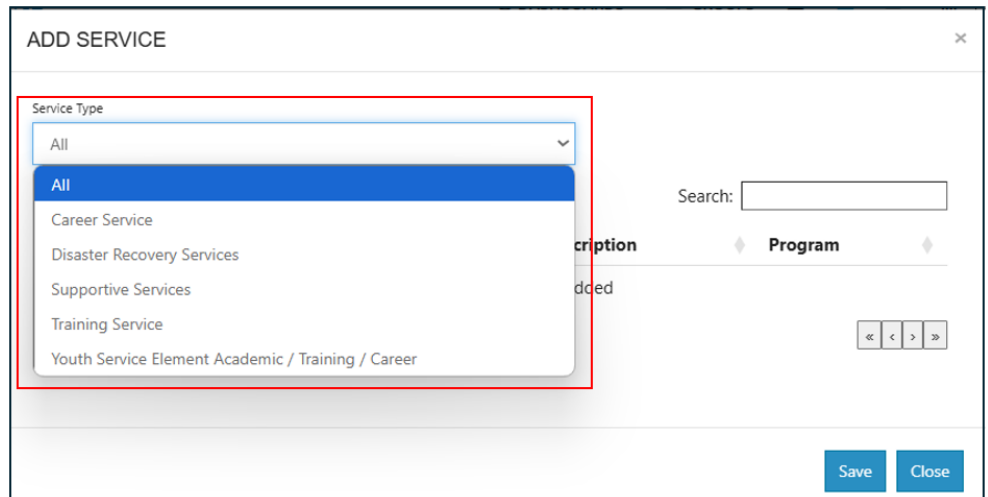 ADD SERVICE ×
Service Type
All
All
Career Service
Disaster Recovery Services
Supportive Services
Training Service
Youth Service Element Academic / Training / Career
Search:
cription Program
dded
« ‹ › »
Save Close